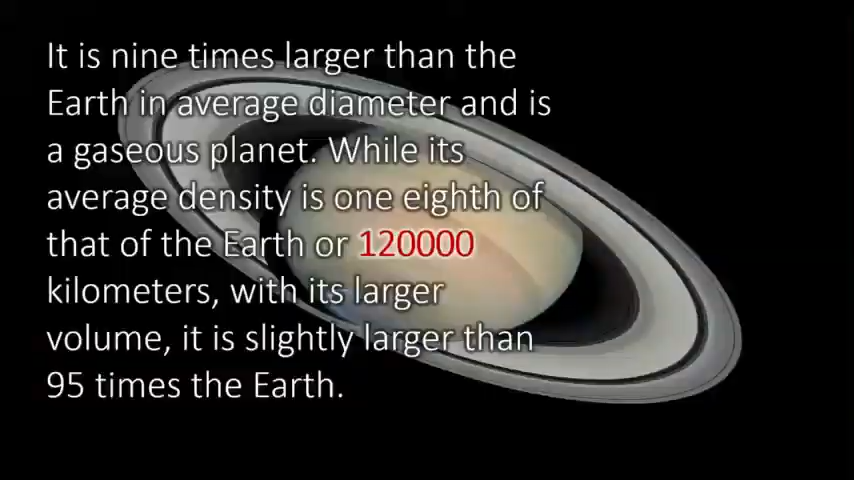 It is nine times larger than the
Earth in average diameter and is
a gaseous planet. While its
average density is one eighth of
that of the Earth or 120000
kilometers, with its larger
volume, it is slightly larger than
95 times the Earth.